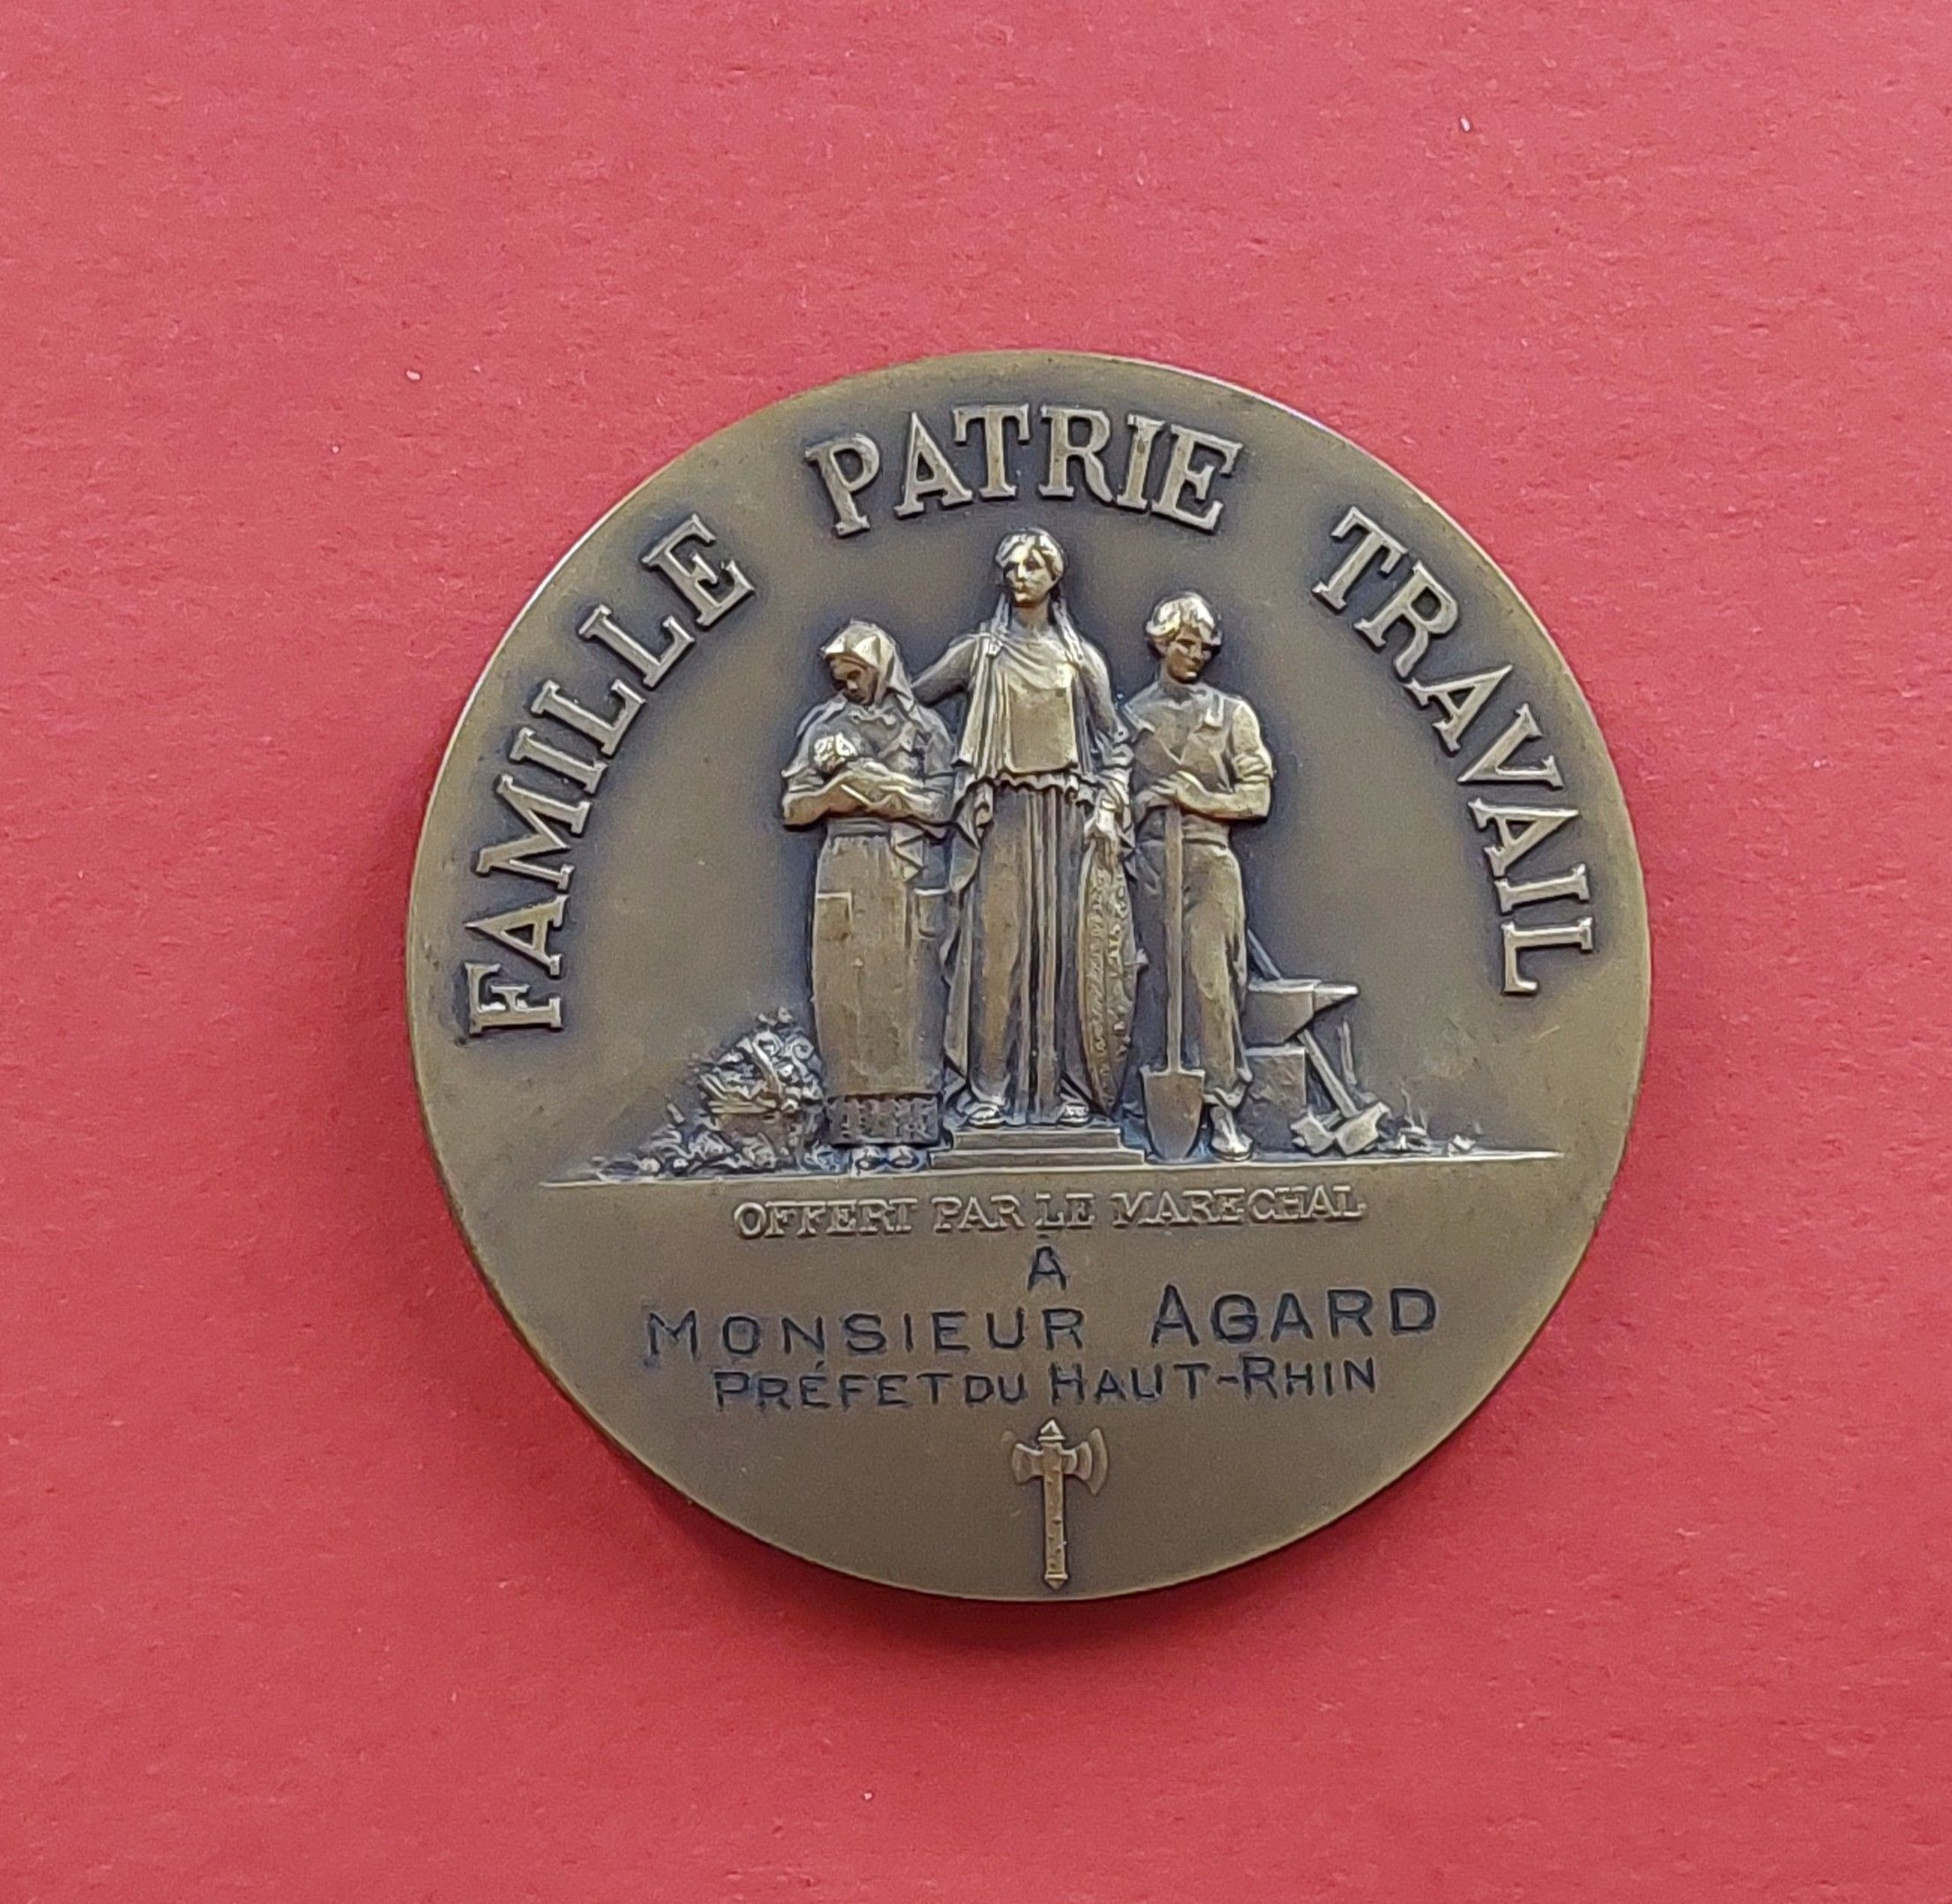 FAMILLE PATRIE TRAVAIL
OFFERT PAR LE MARECHAL
À
MONSIEUR AGARD
PRÉFET DU HAUT-RHIN